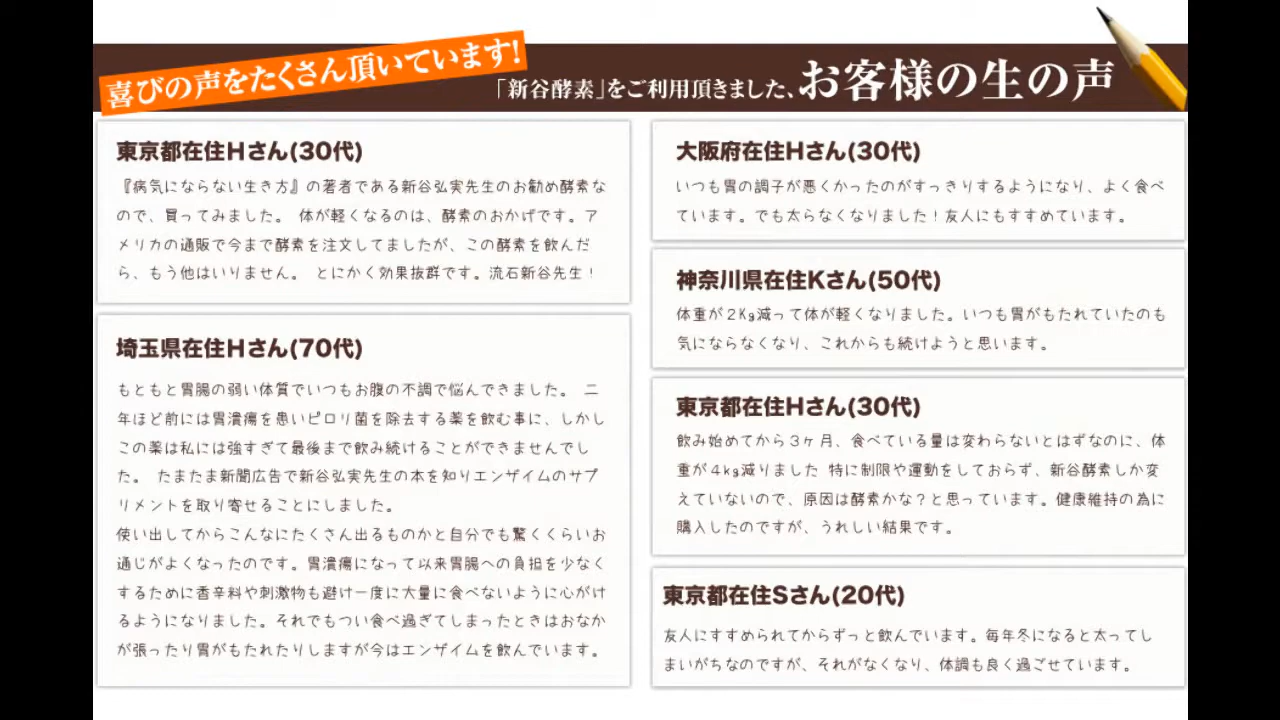 喜びの声をたくさん頂いています!
「新谷酵素」をご利用頂きました、お客様の生の声
東京都在住Hさん(30代)
『病気にならない生き方』の著者である新谷弘実先生のお勧め酵素な
ので、買ってみました。 体が軽くなるのは、酵素のおかげです。ア
メリカの通販で今まで酵素を注文してましたが、この酵素を飲んだ
ら、もう他はいりません。 とにかく効果抜群です。流石新谷先生！
埼玉県在住Hさん(70代)
もともと胃腸の弱い体質でいつもお腹の不調で悩んできました。 二
年ほど前には胃潰瘍を患いピロリ菌を除去する薬を飲む事に、しかし
この薬は私には強すぎて最後まで飲み続けることができませんでし
た。 たまたま新聞広告で新谷弘実先生の本を知りエンザイムのサプ
リメントを取り寄せることにしました。
使い出してからこんなにたくさん出るものかと自分でも驚くくらいお
通じがよくなったのです。胃潰瘍になって以来胃腸への負担を少なく
するために香辛料や刺激物も避け一度に大量に食べないように心がけ
るようになりました。それでもつい食べ過ぎてしまったときはおなか
が張ったり胃がもたれたりしますが今はエンザイムを飲んでいます。
大阪府在住Hさん(30代)
いつも胃の調子が悪くかったのがすっきりするようになり、よく食べ
ています。でも太らなくなりました！友人にもすすめています。
神奈川県在住Kさん(50代)
体重が２Kg減って体が軽くなりました。いつも胃がもたれていたのも
気にならなくなり、これからも続けようと思います。
東京都在住Hさん(30代)
飲み始めてから３ヶ月、食べている量は変わらないとはずなのに、体
重が４kg減りました 特に制限や運動をしておらず、新谷酵素しか変
えていないので、原因は酵素かな？と思っています。健康維持の為に
購入したのですが、うれしい結果です。
東京都在住Sさん(20代)
友人にすすめられてからずっと飲んでいます。毎年冬になると太ってし
まいがちなのですが、それがなくなり、体調も良く過ごせています。